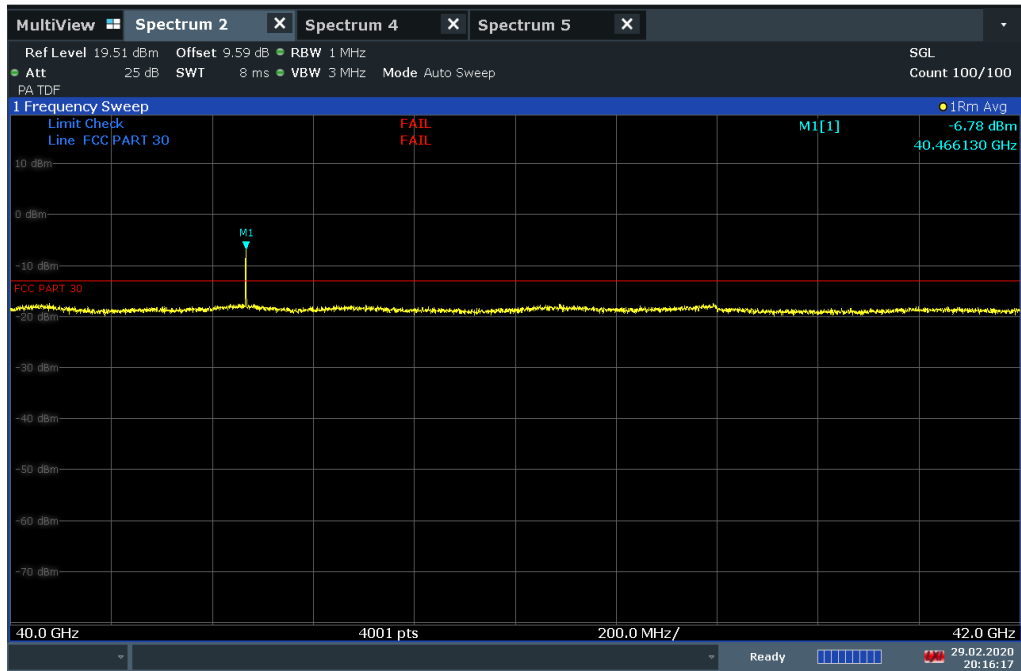 MultiView Spectrum 2 X Spectrum 4 X Spectrum 5 X
Ref Level 19.51 dBm Offset 9.59 dB RBW 1 MHz SGL
Att 25 dB SWT 8 ms VBW 3 MHz Mode Auto Sweep Count 100/100
PA TDF
1 Frequency Sweep 1Rm Avg
Limit Check FAIL M1[1] -6.78 dBm
Line FCC PART 30 FAIL 40.466130 GHz
10 dBm
0 dBm
M1
-10 dBm
FCC PART 30
-20 dBm
-30 dBm
-40 dBm
-50 dBm
-60 dBm
-70 dBm
40.0 GHz 4001 pts 200.0 MHz/ 42.0 GHz
Ready 29.02.2020
20:16:17